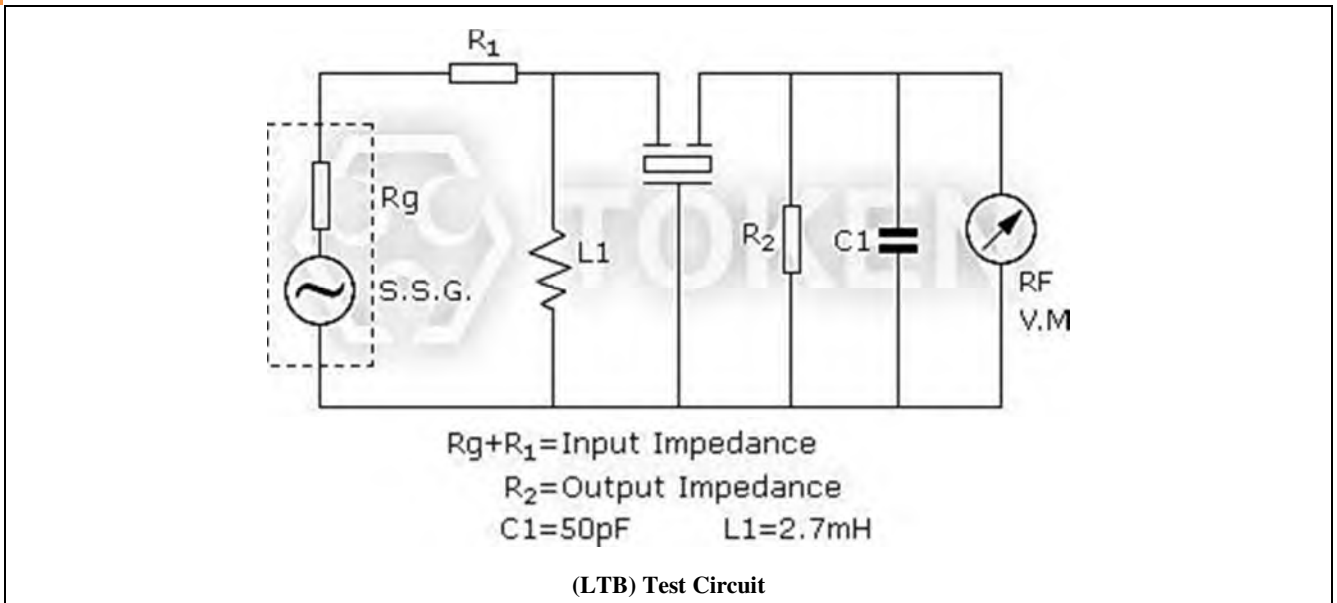 R₁
Rg
S.S.G.
L1
TOKEN
R₂
C1
RF
V.M
Rg+R₁=Input Impedance
R₂=Output Impedance
C1=50pF L1=2.7mH
(LTB) Test Circuit